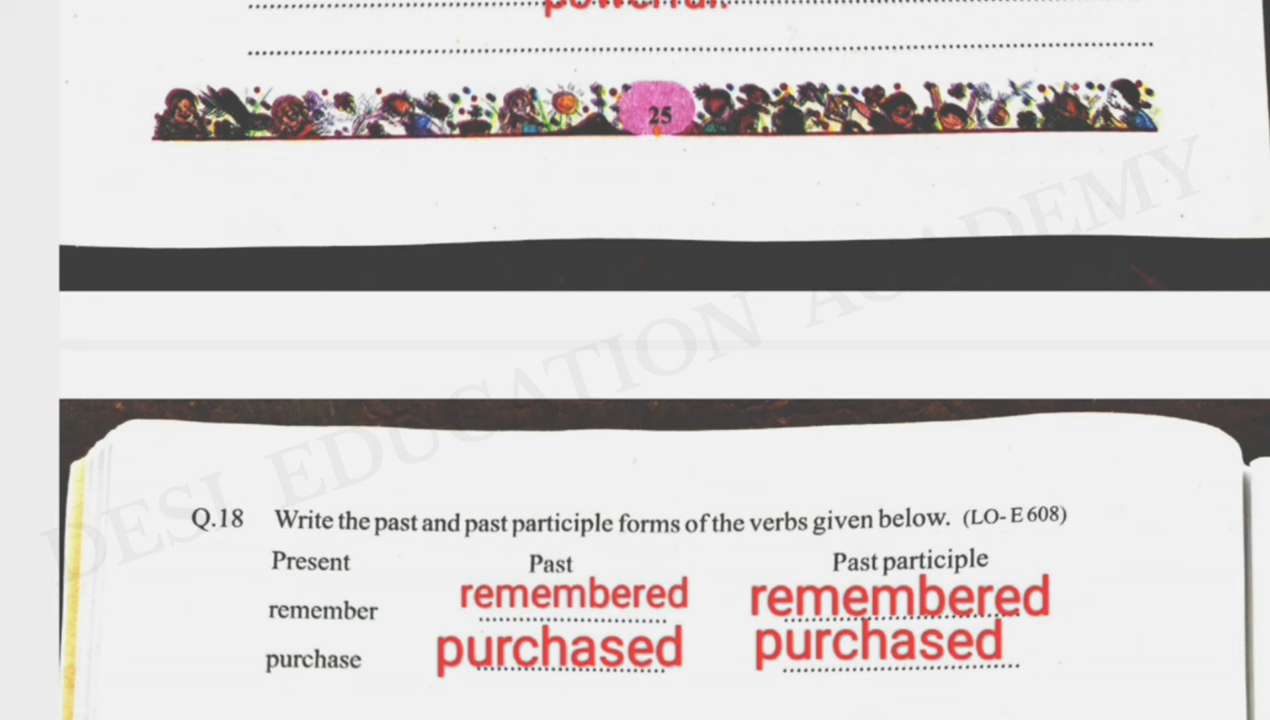 powerful.
25
DESI EDUCATION ACADEMY
Q.18 Write the past and past participle forms of the verbs given below. (LO- E 608)
Present Past Past participle
remember remembered remembered
purchase purchased purchased